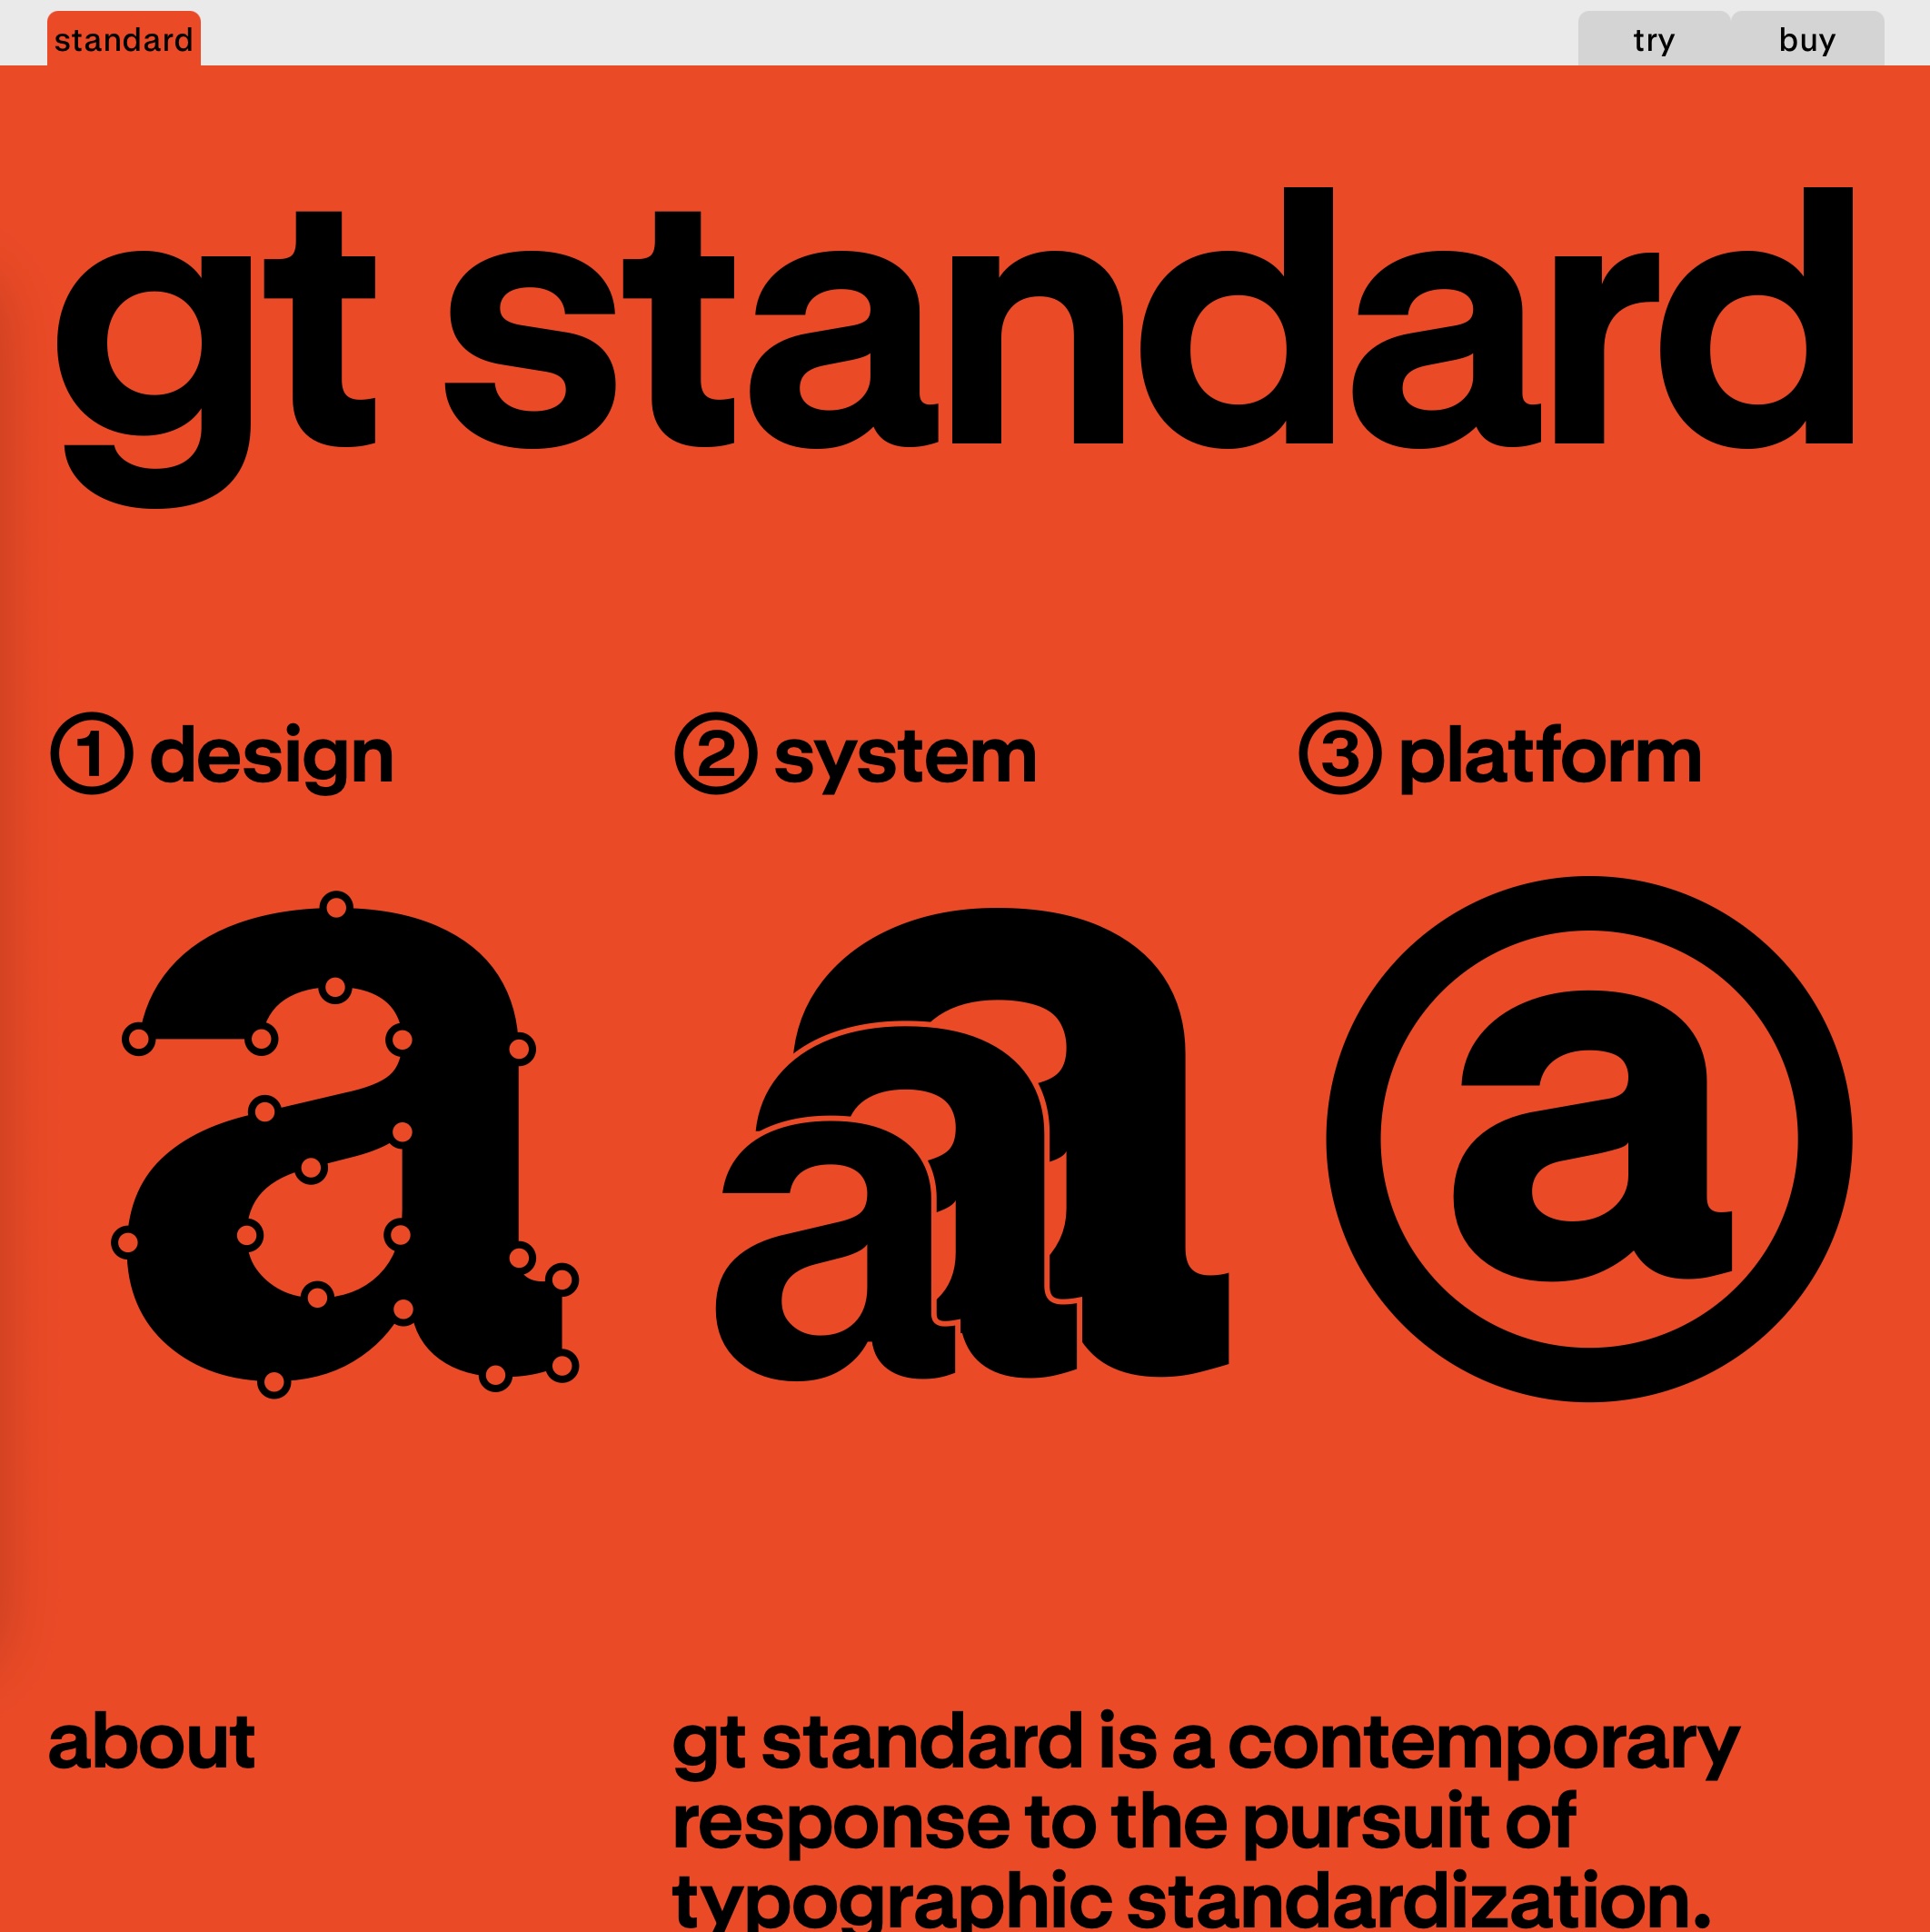 standard
try
buy
gt standard
① design
② system
③ platform
a
aaa
ⓐ
about
gt standard is a contemporary
response to the pursuit of
typographic standardization.